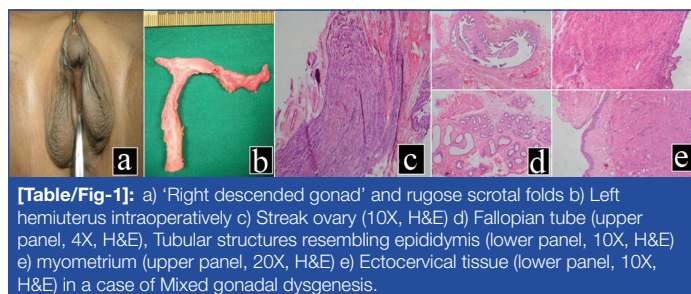 a
b
c
d
e
[Table/Fig-1]: a) ‘Right descended gonad’ and rugose scrotal folds b) Left
hemiuterus intraoperatively c) Streak ovary (10X, H&E) d) Fallopian tube (upper
panel, 4X, H&E), Tubular structures resembling epididymis (lower panel, 10X, H&E)
e) myometrium (upper panel, 20X, H&E) e) Ectocervical tissue (lower panel, 10X,
H&E) in a case of Mixed gonadal dysgenesis.